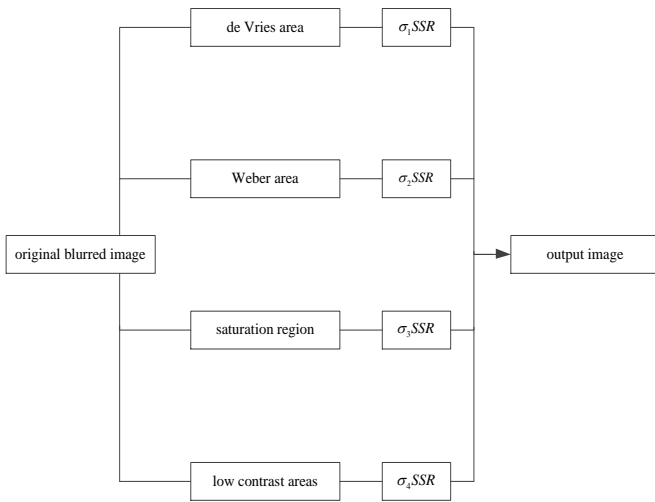 de Vries area
σ₁SSR
Weber area
σ₂SSR
original blurred image
output image
saturation region
σ₃SSR
low contrast areas
σ₄SSR